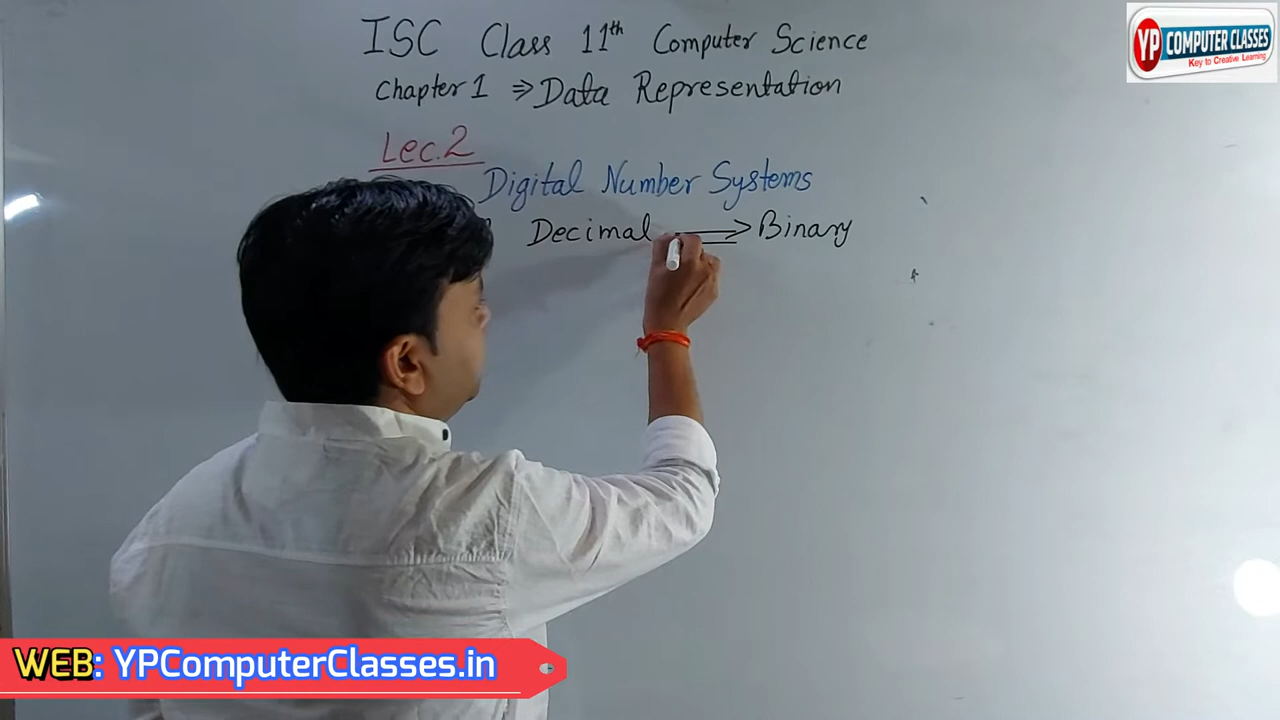 ISC Class 11th Computer Science
Chapter 1 ⇒ Data Representation
Lec. 2
Digital Number Systems
Decimal → Binary
YP COMPUTER CLASSES
Key to Creative Learning
WEB: YPComputerClasses.in